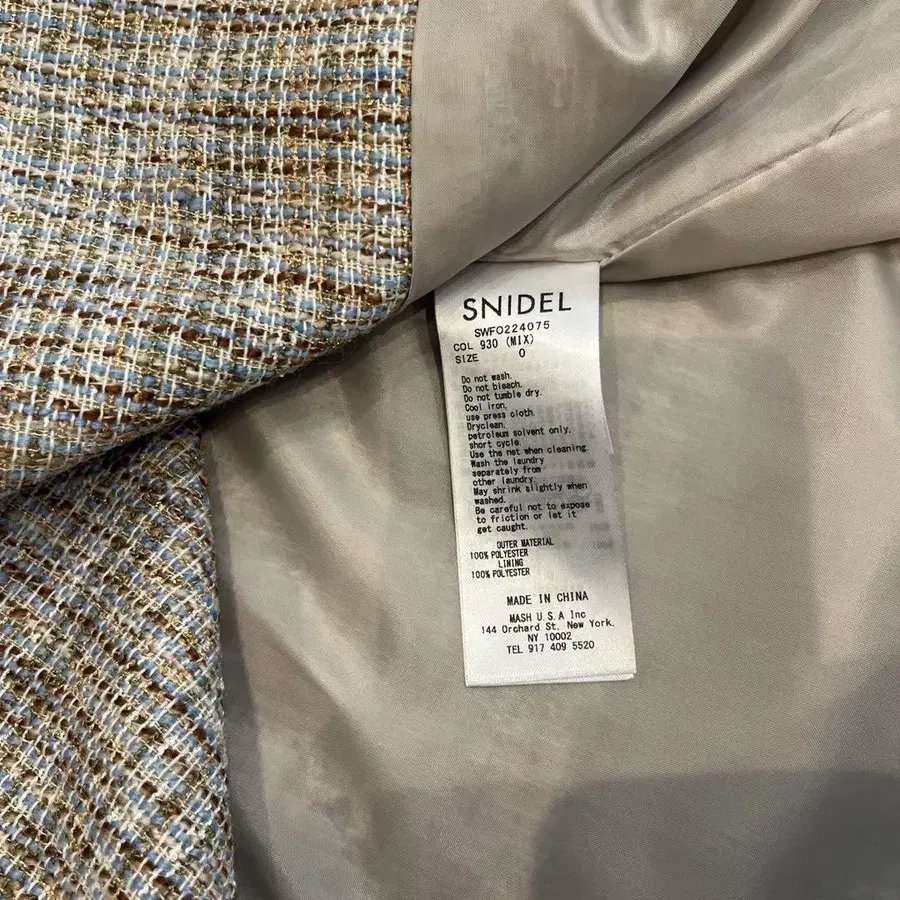 SNIDEL
SWFO224075
COL 930 (MIX)
SIZE 0
Do not wash.
Do not bleach.
Do not tumble dry.
Cool iron,
use press cloth.
Dryclean,
petroleum solvent only.
short cycle.
Use the net when cleaning.
Wash the laundry
separately from
other laundry.
May shrink slightly when
washed.
Be careful not to expose
to friction or let it
get caught.
OUTER MATERIAL
100% POLYESTER
LINING
100% POLYESTER
MADE IN CHINA
MASH U.S.A Inc
144 Orchard St, New York,
NY 10002
TEL 917 409 5520